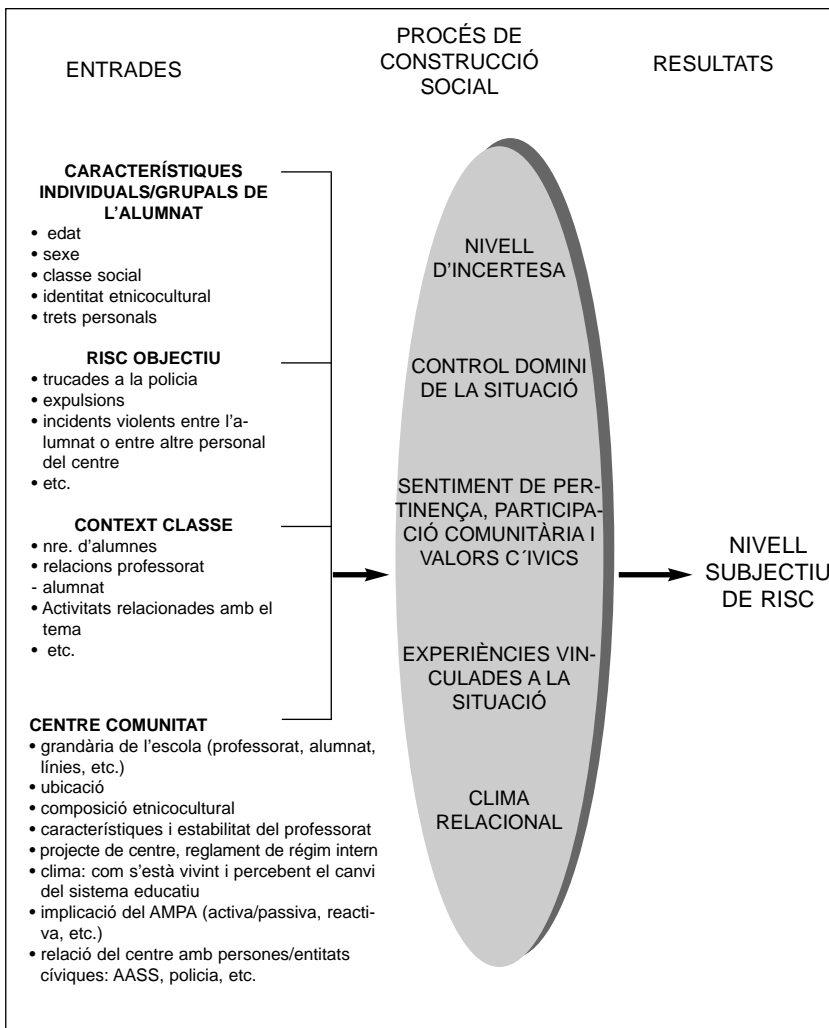 ENTRADES
PROCÉS DE
CONSTRUCCIÓ
SOCIAL
RESULTATS
CARACTERÍSTIQUES
INDIVIDUALS/GRUPALS DE
L’ALUMNAT
• edat
• sexe
• classe social
• identitat etnicocultural
• trets personals
RISC OBJECTIU
• trucades a la policia
• expulsions
• incidents violents entre l’a-
lumnat o entre altre personal
del centre
• etc.
CONTEXT CLASSE
• nre. d’alumnes
• relacions professorat
- alumnat
• Activitats relacionades amb el
tema
• etc.
CENTRE COMUNITAT
• grandària de l’escola (professorat, alumnat,
línies, etc.)
• ubicació
• composició etnicocultural
• característiques i estabilitat del professorat
• projecte de centre, reglament de régim intern
• clima: com s’està vivint i percebent el canvi
del sistema educatiu
• implicació del AMPA (activa/passiva, reacti-
va, etc.)
• relació del centre amb persones/entitats
cíviques: AASS, policia, etc.
NIVELL
D’INCERTESA
CONTROL DOMINI
DE LA SITUACIÓ
SENTIMENT DE PER-
TINENÇA, PARTICIPA-
CIÓ COMUNITÀRIA I
VALORS C´IVICS
EXPERIÈNCIES VIN-
CULADES A LA
SITUACIÓ
CLIMA
RELACIONAL
NIVELL
SUBJECTIU
DE RISC